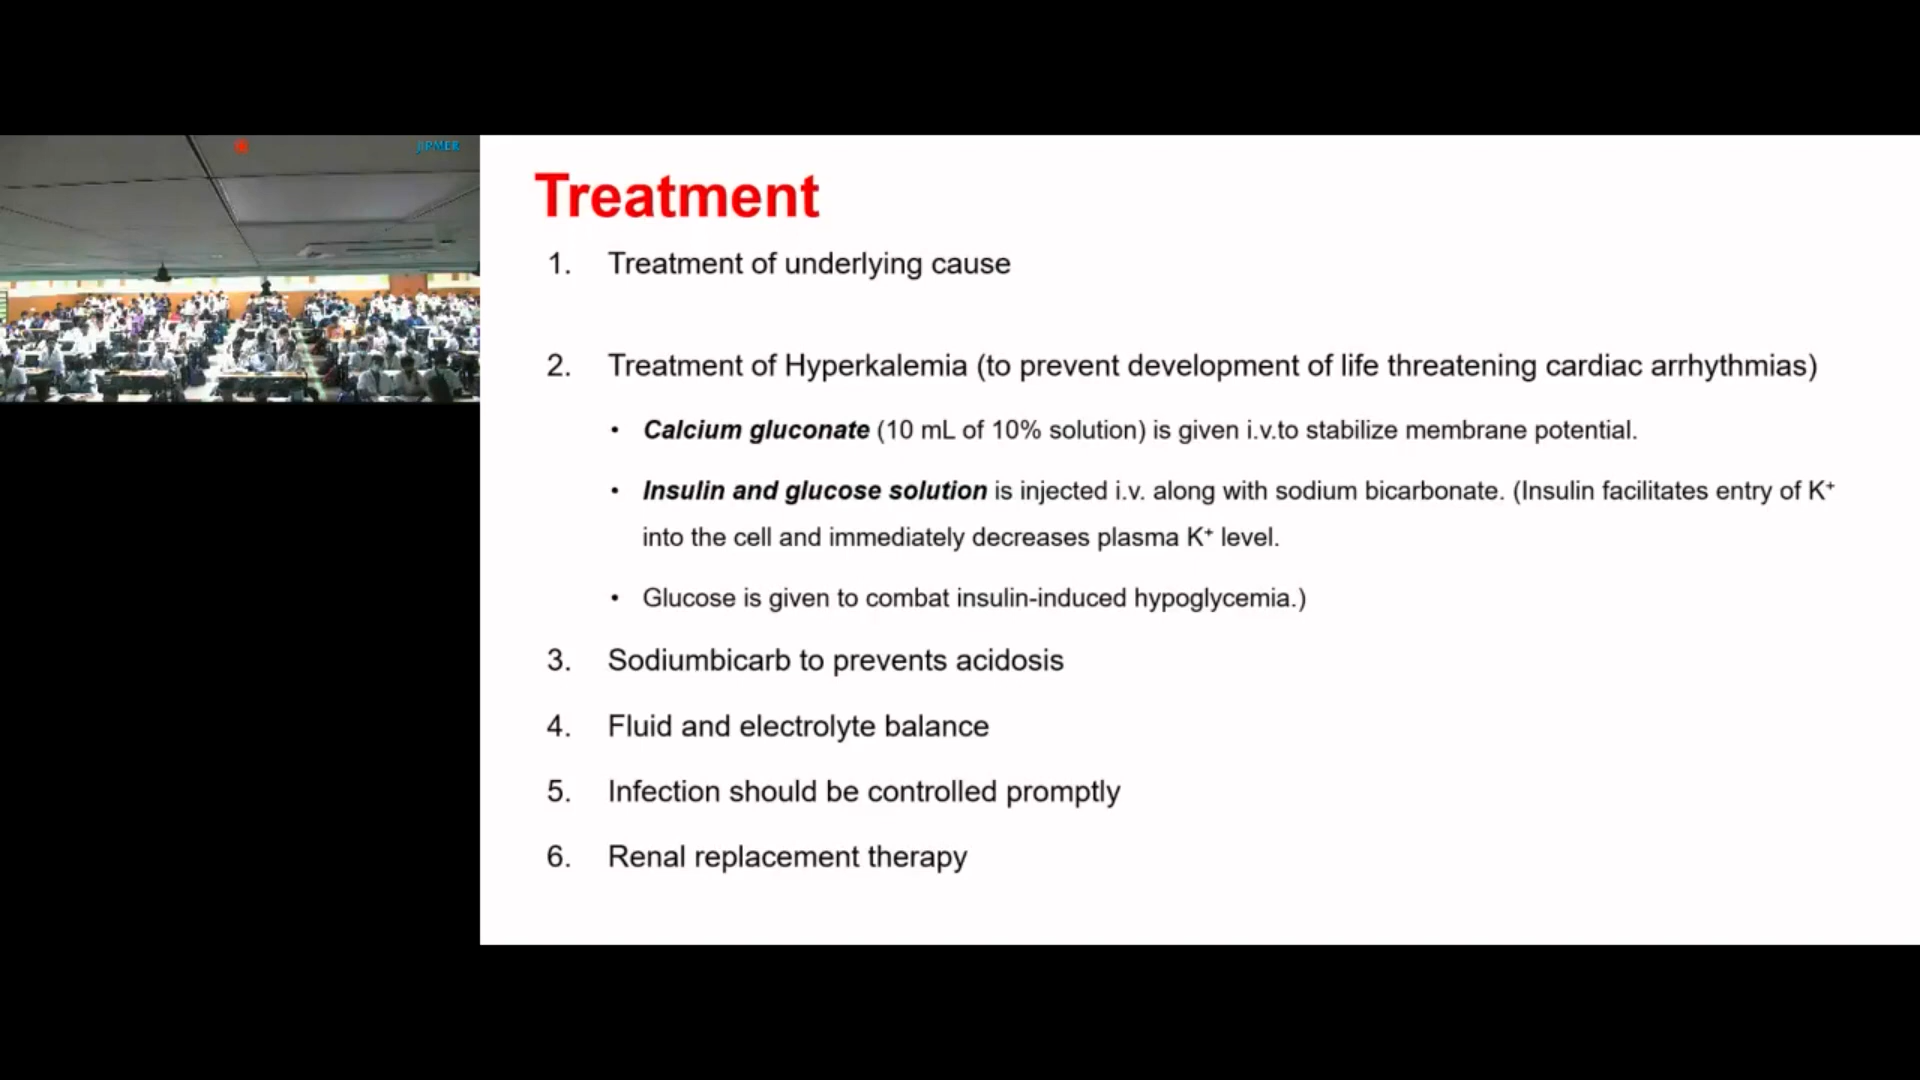 JIPMER
Treatment
1. Treatment of underlying cause
2. Treatment of Hyperkalemia (to prevent development of life threatening cardiac arrhythmias)
• Calcium gluconate (10 mL of 10% solution) is given i.v.to stabilize membrane potential.
• Insulin and glucose solution is injected i.v. along with sodium bicarbonate. (Insulin facilitates entry of K⁺
into the cell and immediately decreases plasma K⁺ level.
• Glucose is given to combat insulin-induced hypoglycemia.)
3. Sodiumbicarb to prevents acidosis
4. Fluid and electrolyte balance
5. Infection should be controlled promptly
6. Renal replacement therapy